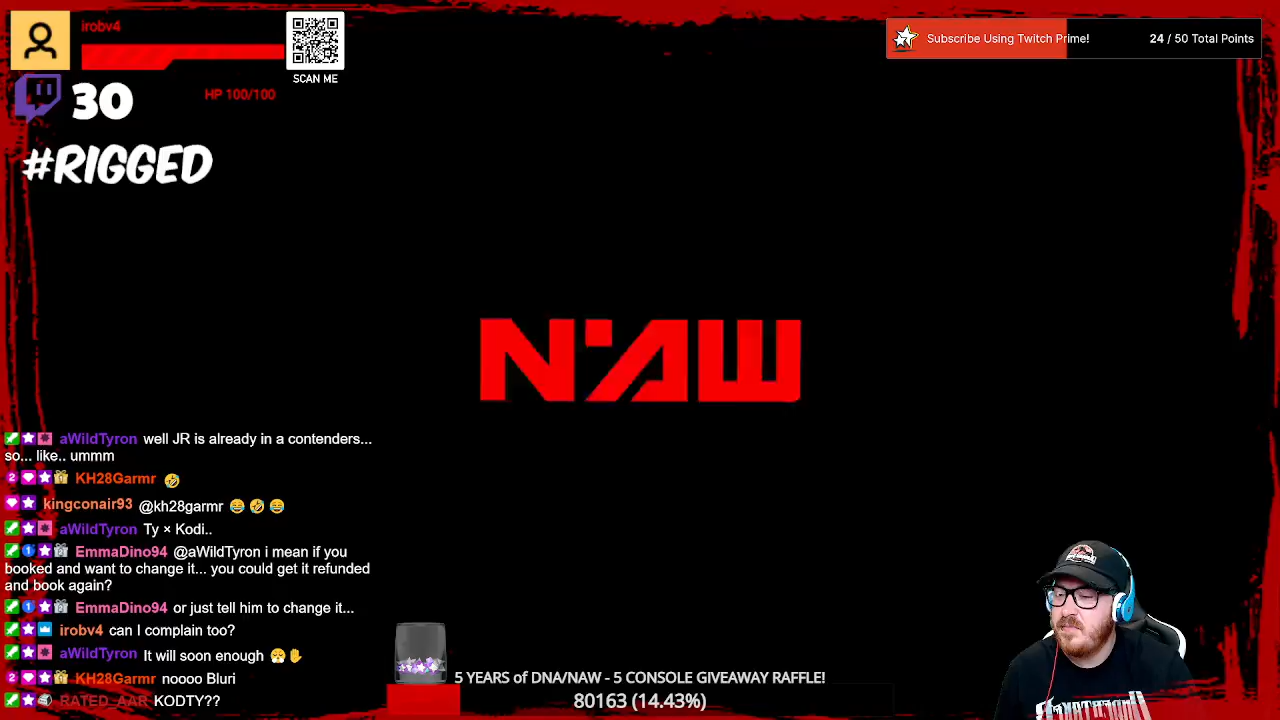 irobv4
SCAN ME
HP 100/100
30
#RIGGED
Subscribe Using Twitch Prime!
24 / 50 Total Points
NAW
aWildTyron well JR is already in a contenders...
so... like.. ummm
KH28Garmr 🤣
kingconair93 @kh28garmr 😂 🤣 😂
aWildTyron Ty × Kodi..
EmmaDino94 @aWildTyron i mean if you
booked and want to change it... you could get it refunded
and book again?
EmmaDino94 or just tell him to change it...
irobv4 can I complain too?
aWildTyron It will soon enough 😤✋
KH28Garmr noooo Bluri
RATED_AAR KODTY??
5 YEARS of DNA/NAW - 5 CONSOLE GIVEAWAY RAFFLE!
80163 (14.43%)